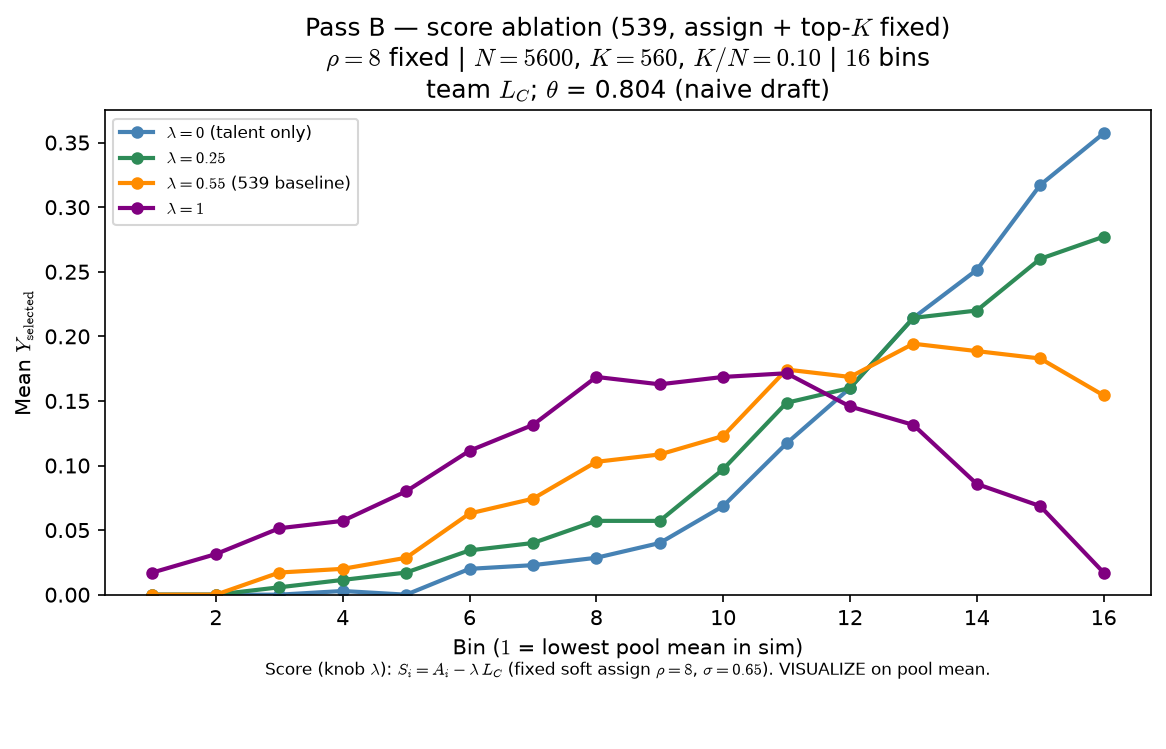 Pass B — score ablation (539, assign + top-K fixed)
ρ = 8 fixed | N = 5600, K = 560, K/N = 0.10 | 16 bins
team L_C; θ = 0.804 (naive draft)
λ = 0 (talent only)
λ = 0.25
λ = 0.55 (539 baseline)
λ = 1
Mean Y_selected
0.35
0.30
0.25
0.20
0.15
0.10
0.05
0.00
2 4 6 8 10 12 14 16
Bin (1 = lowest pool mean in sim)
Score (knob λ): S_i = A_i − λ L_C (fixed soft assign ρ = 8, σ = 0.65). VISUALIZE on pool mean.